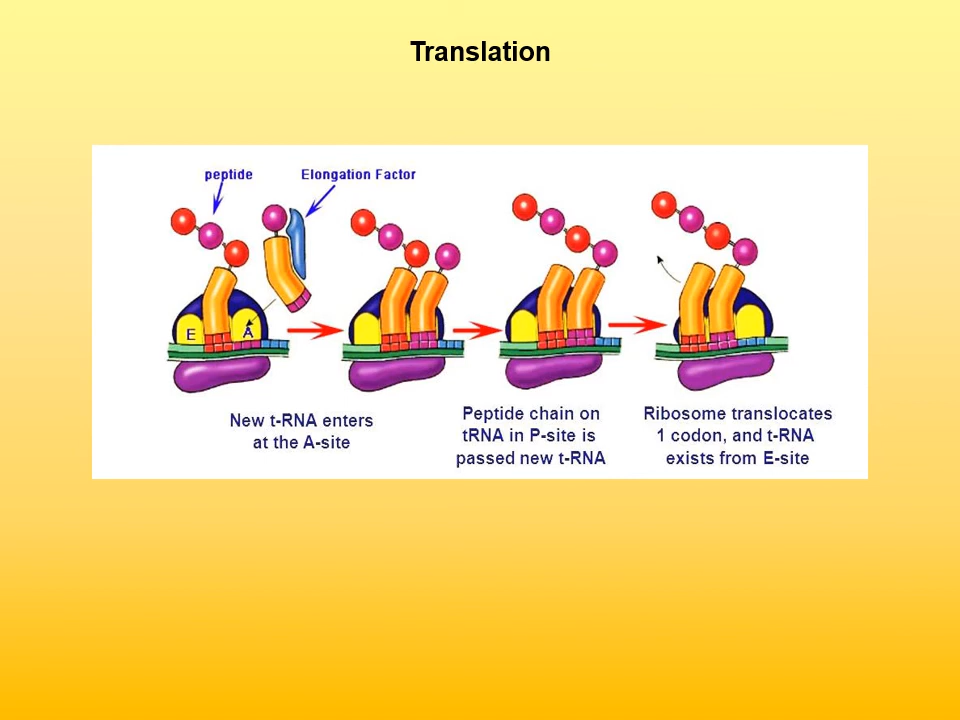 Translation
peptide
Elongation Factor
E
A
New t-RNA enters
at the A-site
Peptide chain on
tRNA in P-site is
passed new t-RNA
Ribosome translocates
1 codon, and t-RNA
exists from E-site